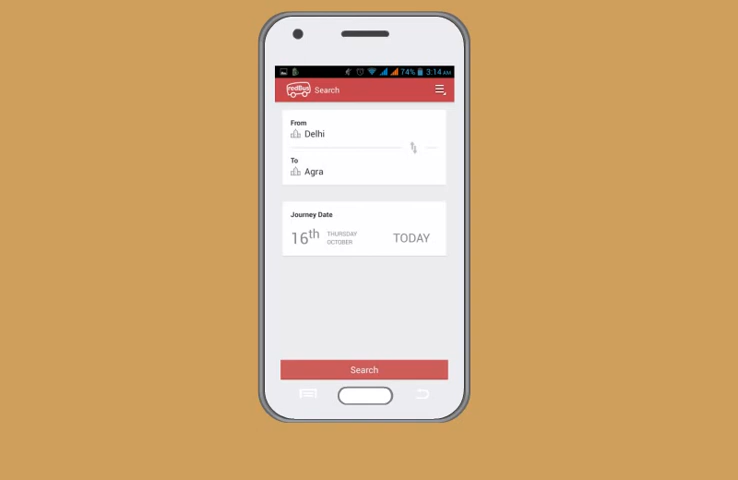 74% 3:14 AM
redBus Search
From
Delhi
To
Agra
Journey Date
16th THURSDAY OCTOBER TODAY
Search